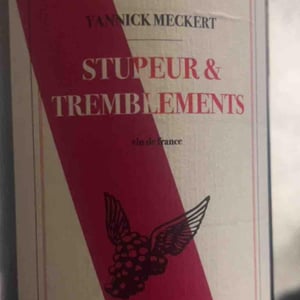 YANNICK MECKERT
STUPEUR &
TREMBLEMENTS
vin de france